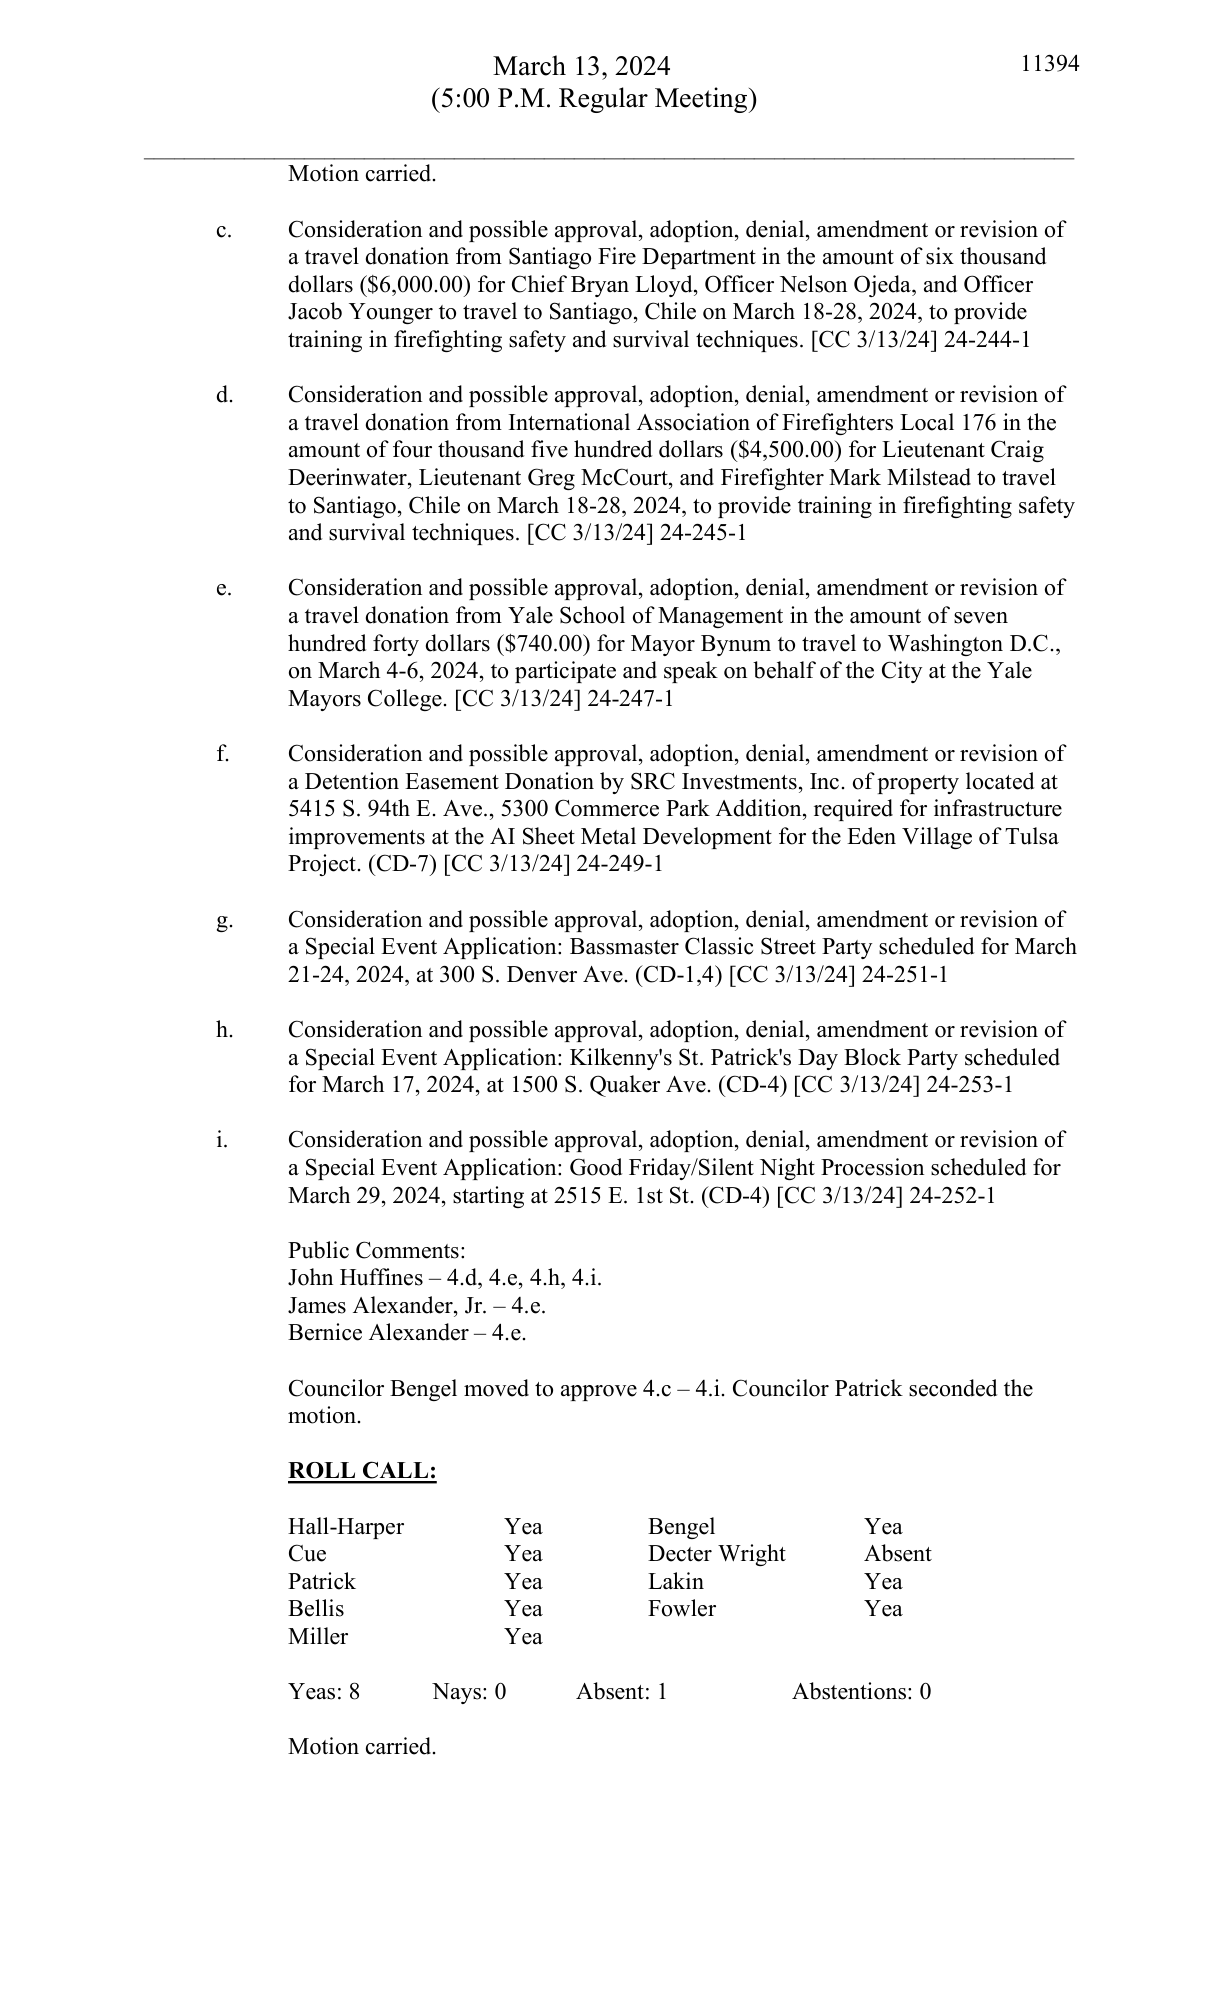 March 13, 2024
11394
(5:00 P.M. Regular Meeting)
Motion carried.
c. Consideration and possible approval, adoption, denial, amendment or revision of
a travel donation from Santiago Fire Department in the amount of six thousand
dollars ($6,000.00) for Chief Bryan Lloyd, Officer Nelson Ojeda, and Officer
Jacob Younger to travel to Santiago, Chile on March 18-28, 2024, to provide
training in firefighting safety and survival techniques. [CC 3/13/24] 24-244-1
d. Consideration and possible approval, adoption, denial, amendment or revision of
a travel donation from International Association of Firefighters Local 176 in the
amount of four thousand five hundred dollars ($4,500.00) for Lieutenant Craig
Deerinwater, Lieutenant Greg McCourt, and Firefighter Mark Milstead to travel
to Santiago, Chile on March 18-28, 2024, to provide training in firefighting safety
and survival techniques. [CC 3/13/24] 24-245-1
e. Consideration and possible approval, adoption, denial, amendment or revision of
a travel donation from Yale School of Management in the amount of seven
hundred forty dollars ($740.00) for Mayor Bynum to travel to Washington D.C.,
on March 4-6, 2024, to participate and speak on behalf of the City at the Yale
Mayors College. [CC 3/13/24] 24-247-1
f. Consideration and possible approval, adoption, denial, amendment or revision of
a Detention Easement Donation by SRC Investments, Inc. of property located at
5415 S. 94th E. Ave., 5300 Commerce Park Addition, required for infrastructure
improvements at the AI Sheet Metal Development for the Eden Village of Tulsa
Project. (CD-7) [CC 3/13/24] 24-249-1
g. Consideration and possible approval, adoption, denial, amendment or revision of
a Special Event Application: Bassmaster Classic Street Party scheduled for March
21-24, 2024, at 300 S. Denver Ave. (CD-1,4) [CC 3/13/24] 24-251-1
h. Consideration and possible approval, adoption, denial, amendment or revision of
a Special Event Application: Kilkenny's St. Patrick's Day Block Party scheduled
for March 17, 2024, at 1500 S. Quaker Ave. (CD-4) [CC 3/13/24] 24-253-1
i. Consideration and possible approval, adoption, denial, amendment or revision of
a Special Event Application: Good Friday/Silent Night Procession scheduled for
March 29, 2024, starting at 2515 E. 1st St. (CD-4) [CC 3/13/24] 24-252-1
Public Comments:
John Huffines – 4.d, 4.e, 4.h, 4.i.
James Alexander, Jr. – 4.e.
Bernice Alexander – 4.e.
Councilor Bengel moved to approve 4.c – 4.i. Councilor Patrick seconded the
motion.
ROLL CALL:
Hall-Harper Yea Bengel Yea
Cue Yea Decter Wright Absent
Patrick Yea Lakin Yea
Bellis Yea Fowler Yea
Miller Yea
Yeas: 8 Nays: 0 Absent: 1 Abstentions: 0
Motion carried.